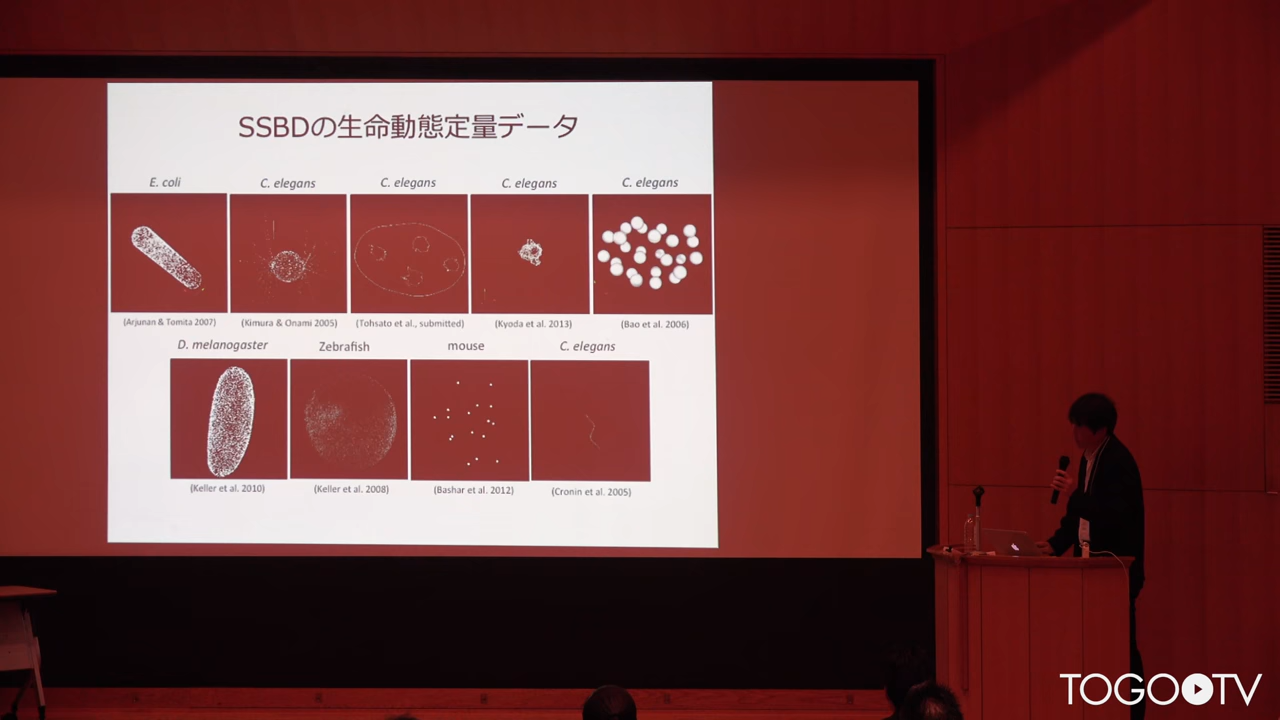 SSBDの生命動態定量データ
E. coli C. elegans C. elegans C. elegans C. elegans
(Arjunan & Tomita 2007) (Kimura & Onami 2005) (Tohsato et al., submitted) (Kyoda et al. 2013) (Bao et al. 2006)
D. melanogaster Zebrafish mouse C. elegans
(Keller et al. 2010) (Keller et al. 2008) (Bashar et al. 2012) (Cronin et al. 2005)
TOGO TV